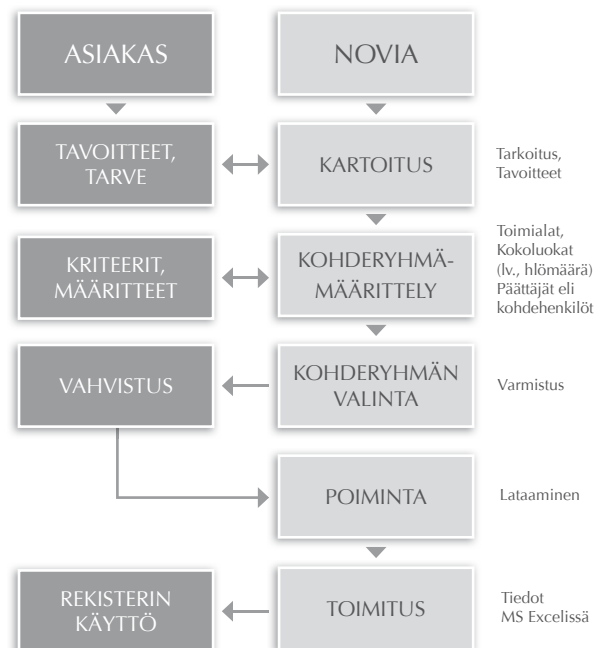 ASIAKAS
NOVIA
TAVOITTEET,
TARVE
KARTOITUS
Tarkoitus,
Tavoitteet
KRITEERIT,
MÄÄRITTEET
KOHDERYHMÄ-
MÄÄRITTELY
Toimialat,
Kokoluokat
(lv., hlömäärä)
Päättäjät eli
kohdehenkilöt
VAHVISTUS
KOHDERYHMÄN
VALINTA
Varmistus
POIMINTA
Lataaminen
REKISTERIN
KÄYTTÖ
TOIMITUS
Tiedot
MS Excelissä